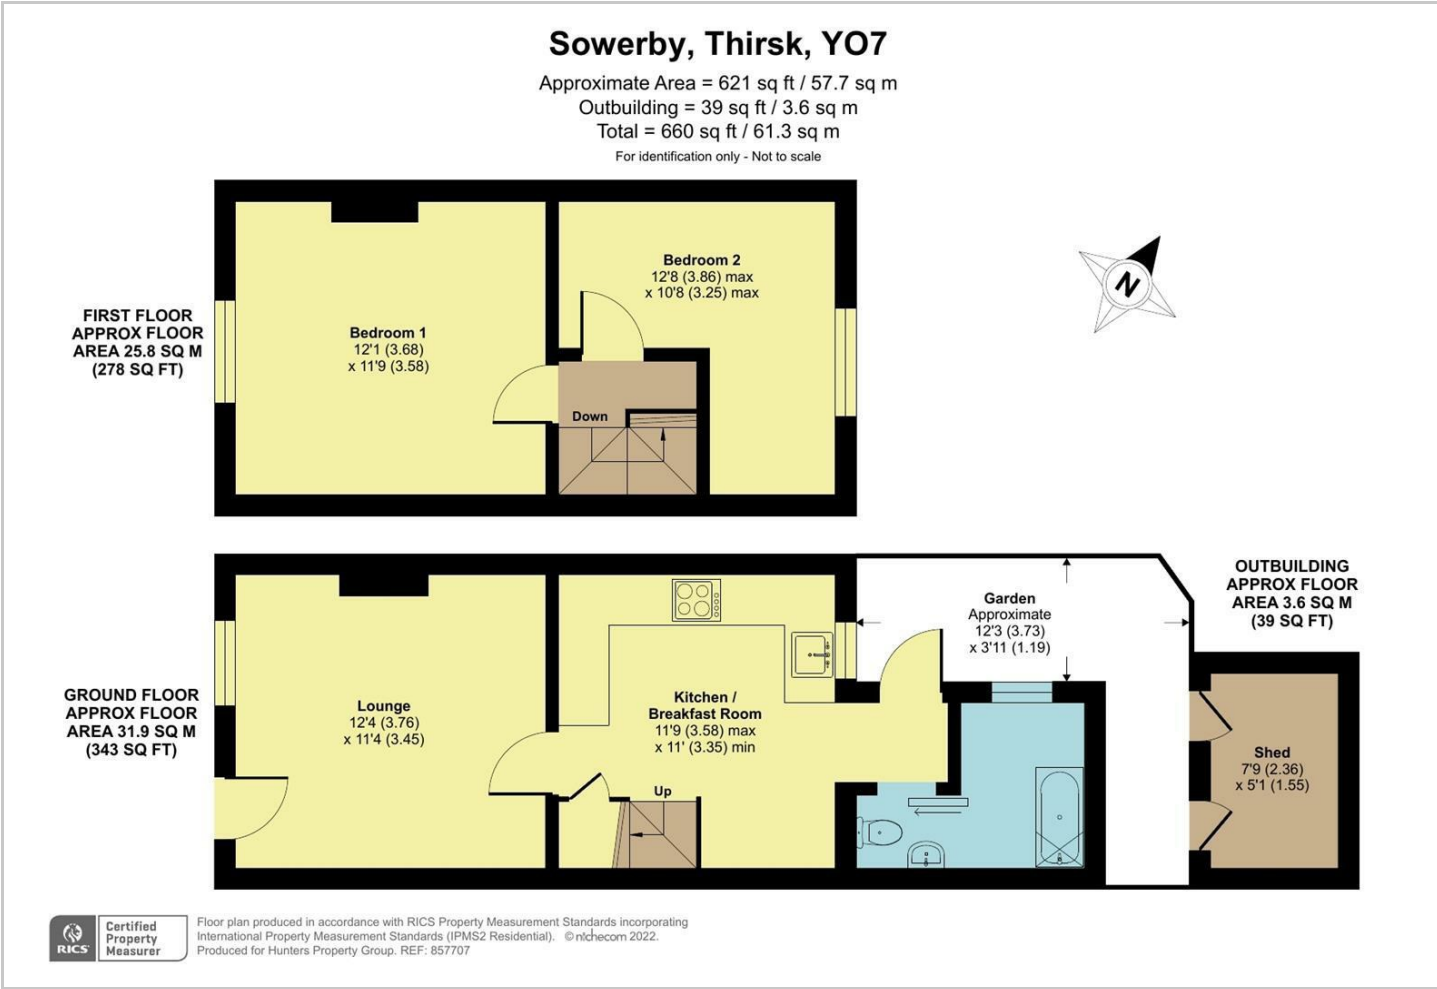 Sowerby, Thirsk, YO7
Approximate Area = 621 sq ft / 57.7 sq m
Outbuilding = 39 sq ft / 3.6 sq m
Total = 660 sq ft / 61.3 sq m
For identification only - Not to scale
FIRST FLOOR
APPROX FLOOR
AREA 25.8 SQ M
(278 SQ FT)
Bedroom 1
12'1 (3.68)
x 11'9 (3.58)
Bedroom 2
12'8 (3.86) max
x 10'8 (3.25) max
Down
N
GROUND FLOOR
APPROX FLOOR
AREA 31.9 SQ M
(343 SQ FT)
Lounge
12'4 (3.76)
x 11'4 (3.45)
Kitchen /
Breakfast Room
11'9 (3.58) max
x 11' (3.35) min
Up
Garden
Approximate
12'3 (3.73)
x 3'11 (1.19)
OUTBUILDING
APPROX FLOOR
AREA 3.6 SQ M
(39 SQ FT)
Shed
7'9 (2.36)
x 5'1 (1.55)
RICS
Certified
Property
Measurer
Floor plan produced in accordance with RICS Property Measurement Standards incorporating
International Property Measurement Standards (IPMS2 Residential). ©nichecom 2022.
Produced for Hunters Property Group. REF: 857707